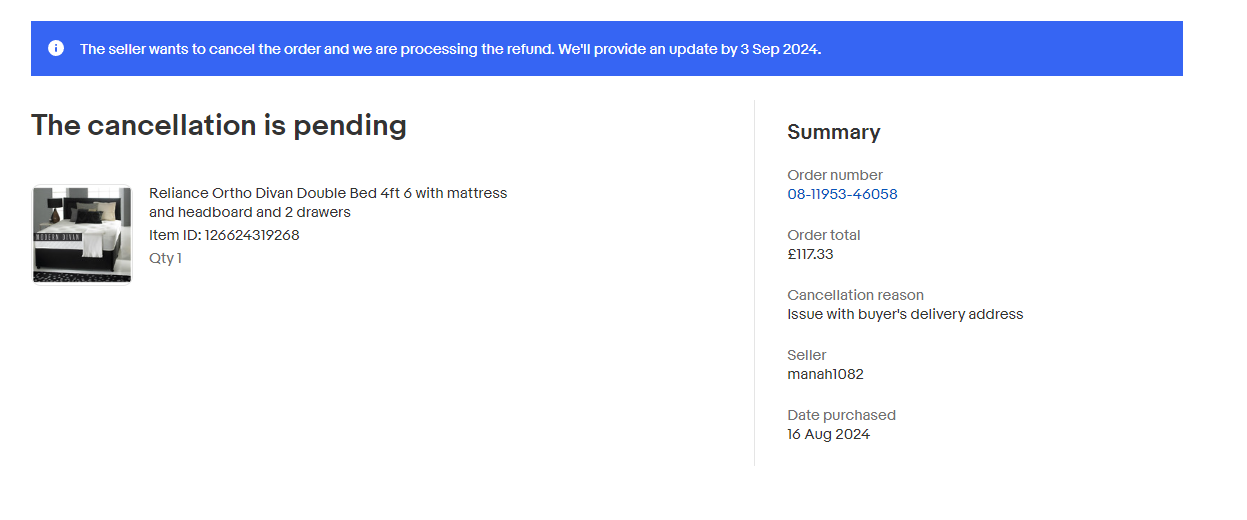 The seller wants to cancel the order and we are processing the refund. We'll provide an update by 3 Sep 2024.
The cancellation is pending
Reliance Ortho Divan Double Bed 4ft 6 with mattress
and headboard and 2 drawers
Item ID: 126624319268
Qty 1
MODERN DIVAN
Summary
Order number
08-11953-46058
Order total
£117.33
Cancellation reason
Issue with buyer's delivery address
Seller
manah1082
Date purchased
16 Aug 2024